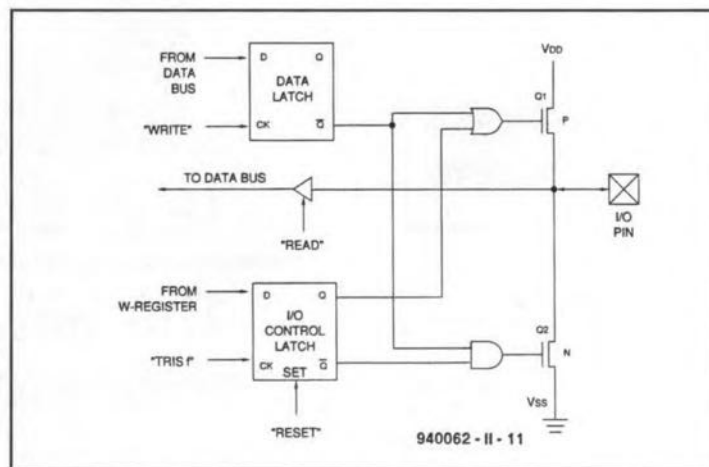 VDD
FROM
DATA
BUS
D
Q
DATA
LATCH
Q1
P
"WRITE"
CK
Q
TO DATA BUS
I/O
PIN
"READ"
FROM
W-REGISTER
D
Q
I/O
CONTROL
LATCH
Q2
N
"TRIS f"
CK
SET
Q
VSS
"RESET"
940062 - II - 11